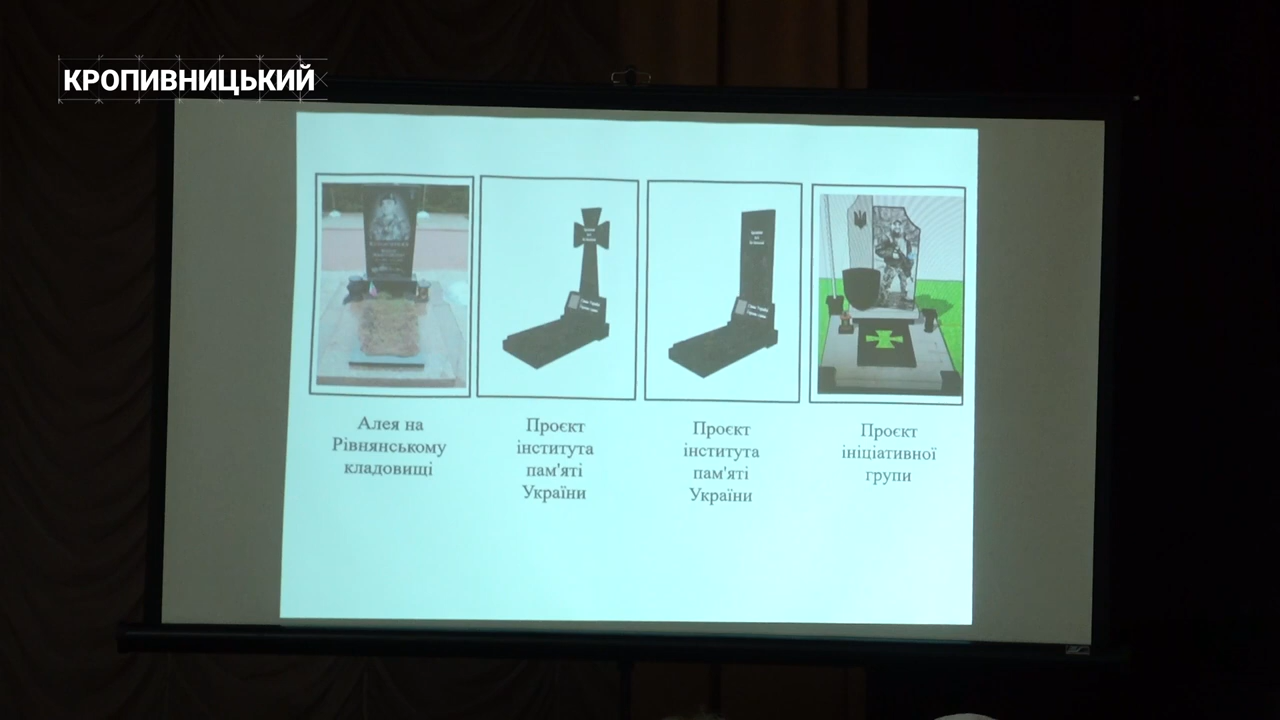 КРОПИВНИЦЬКИЙ
Алея на
Рівнянському
кладовищі
Проєкт
інститута
пам'яті
України
Проєкт
інститута
пам'яті
України
Проєкт
ініціативної
групи